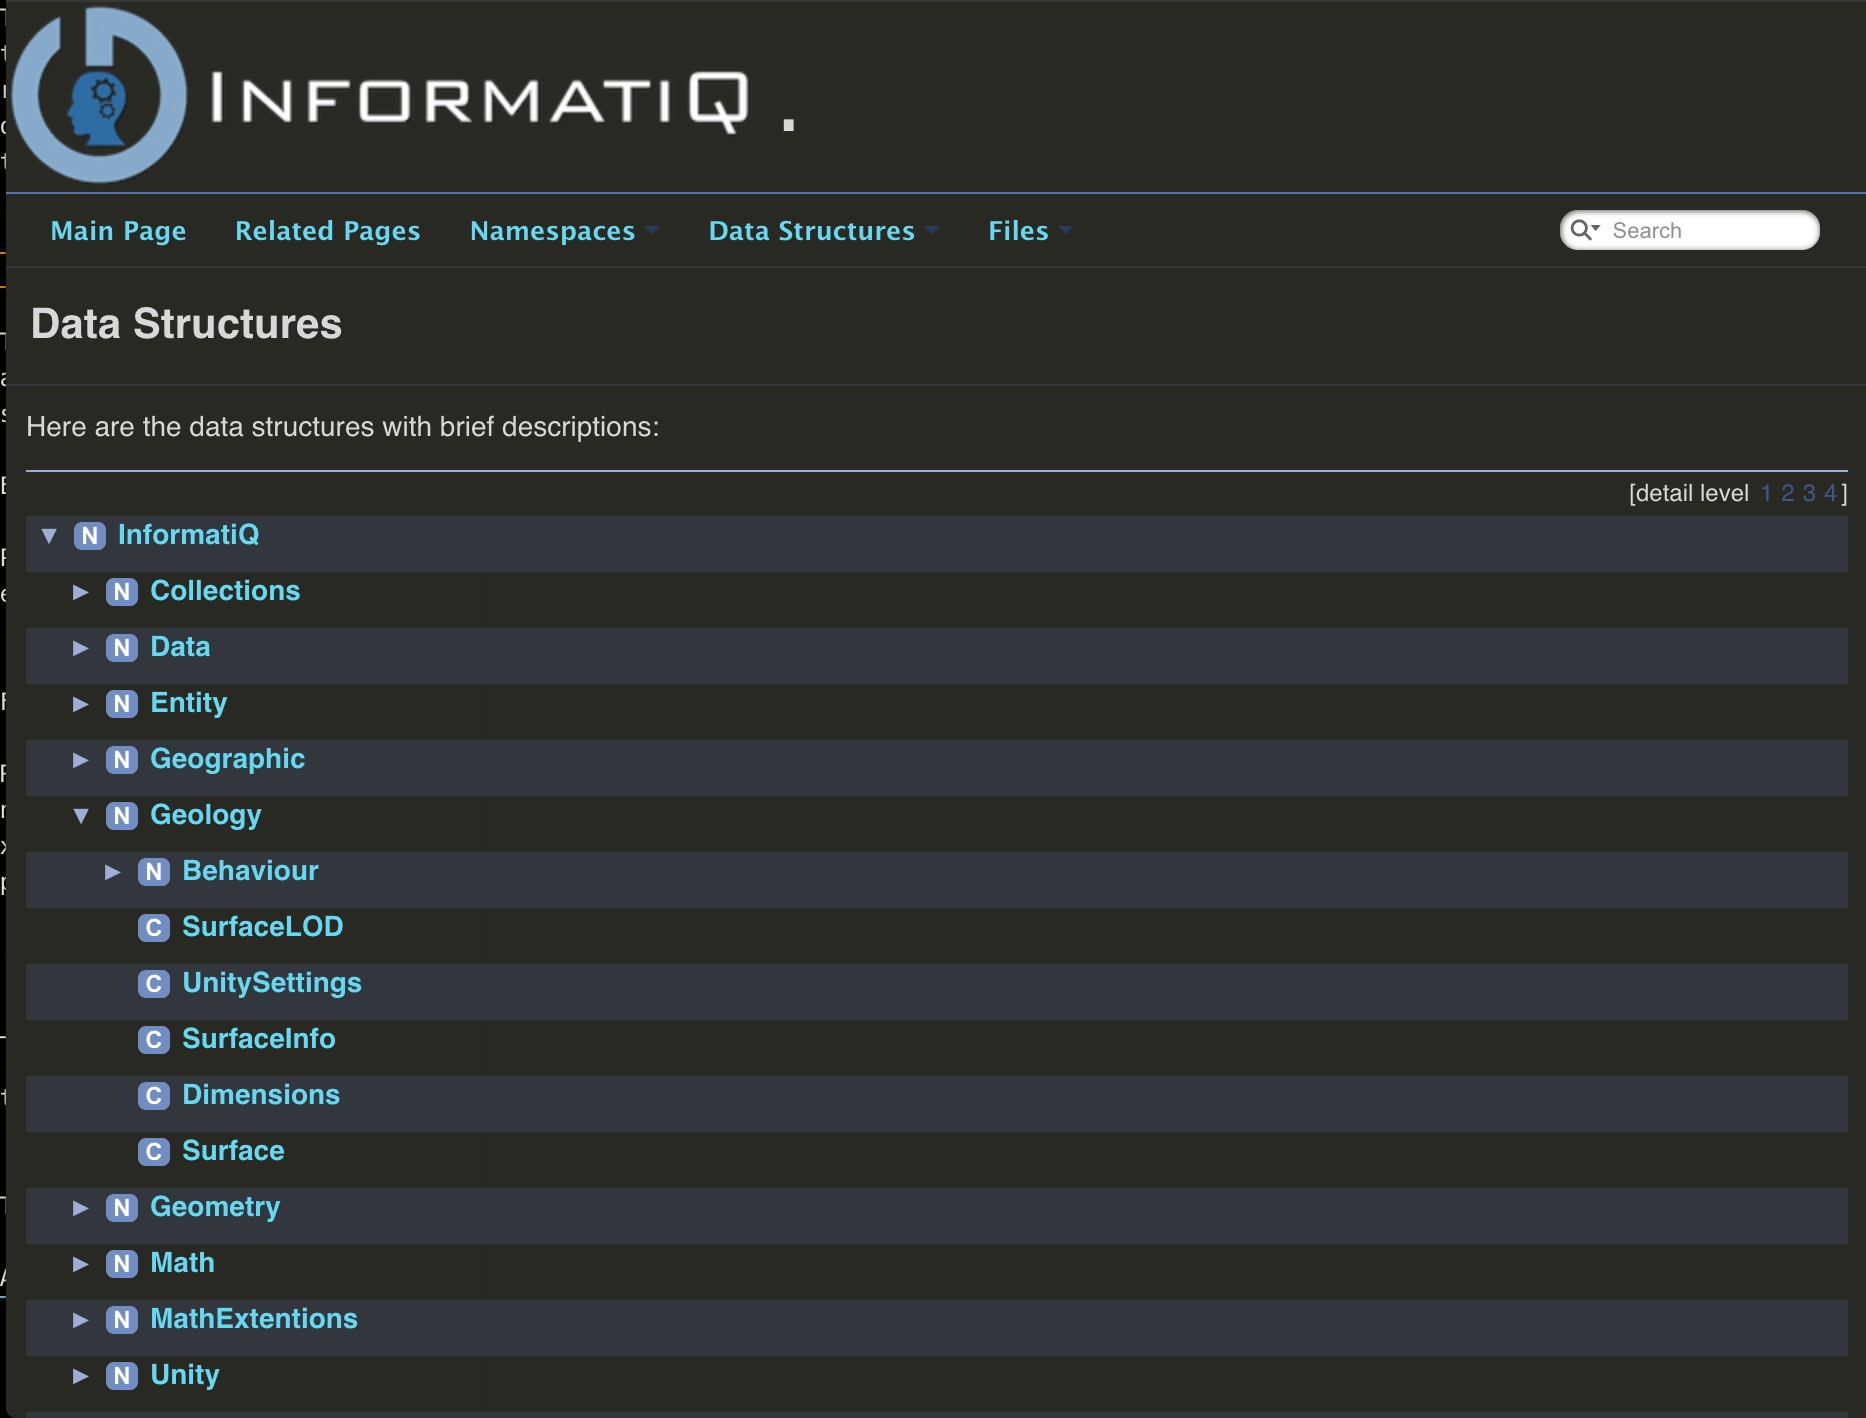 INFORMATIQ .
Main Page Related Pages Namespaces Data Structures Files Search
Data Structures
Here are the data structures with brief descriptions:
[detail level 1 2 3 4]
▼ N InformatiQ
▶ N Collections
▶ N Data
▶ N Entity
▶ N Geographic
▼ N Geology
▶ N Behaviour
C SurfaceLOD
C UnitySettings
C SurfaceInfo
C Dimensions
C Surface
▶ N Geometry
▶ N Math
▶ N MathExtentions
▶ N Unity